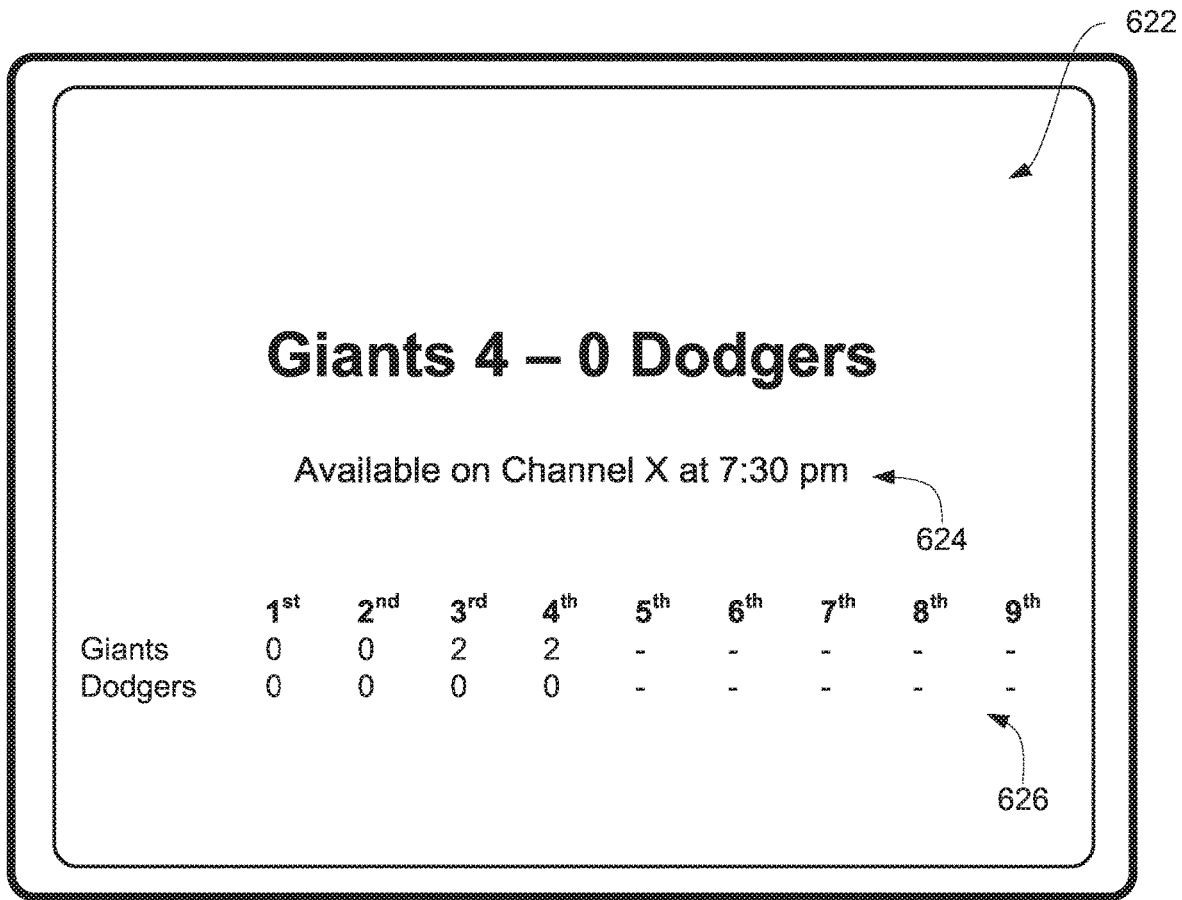 622
Giants 4 – 0 Dodgers
Available on Channel X at 7:30 pm
624
1st 2nd 3rd 4th 5th 6th 7th 8th 9th
Giants 0 0 2 2 - - - - -
Dodgers 0 0 0 0 - - - - -
626